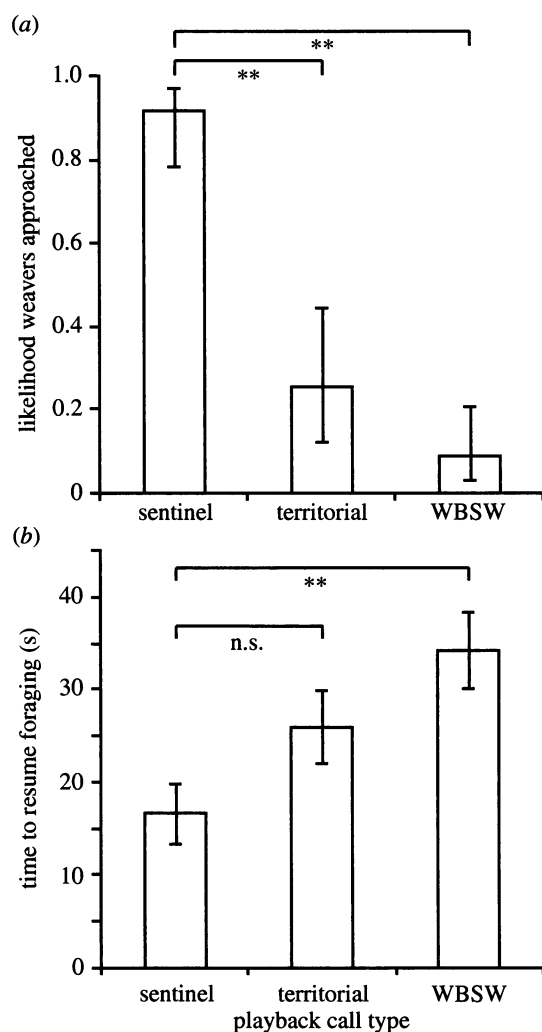 (a)
**
**
1.0
0.8
0.6
0.4
0.2
0
likelihood weavers approached
sentinel territorial WBSW
(b)
**
n.s.
40
30
20
10
0
time to resume foraging (s)
sentinel territorial WBSW
playback call type